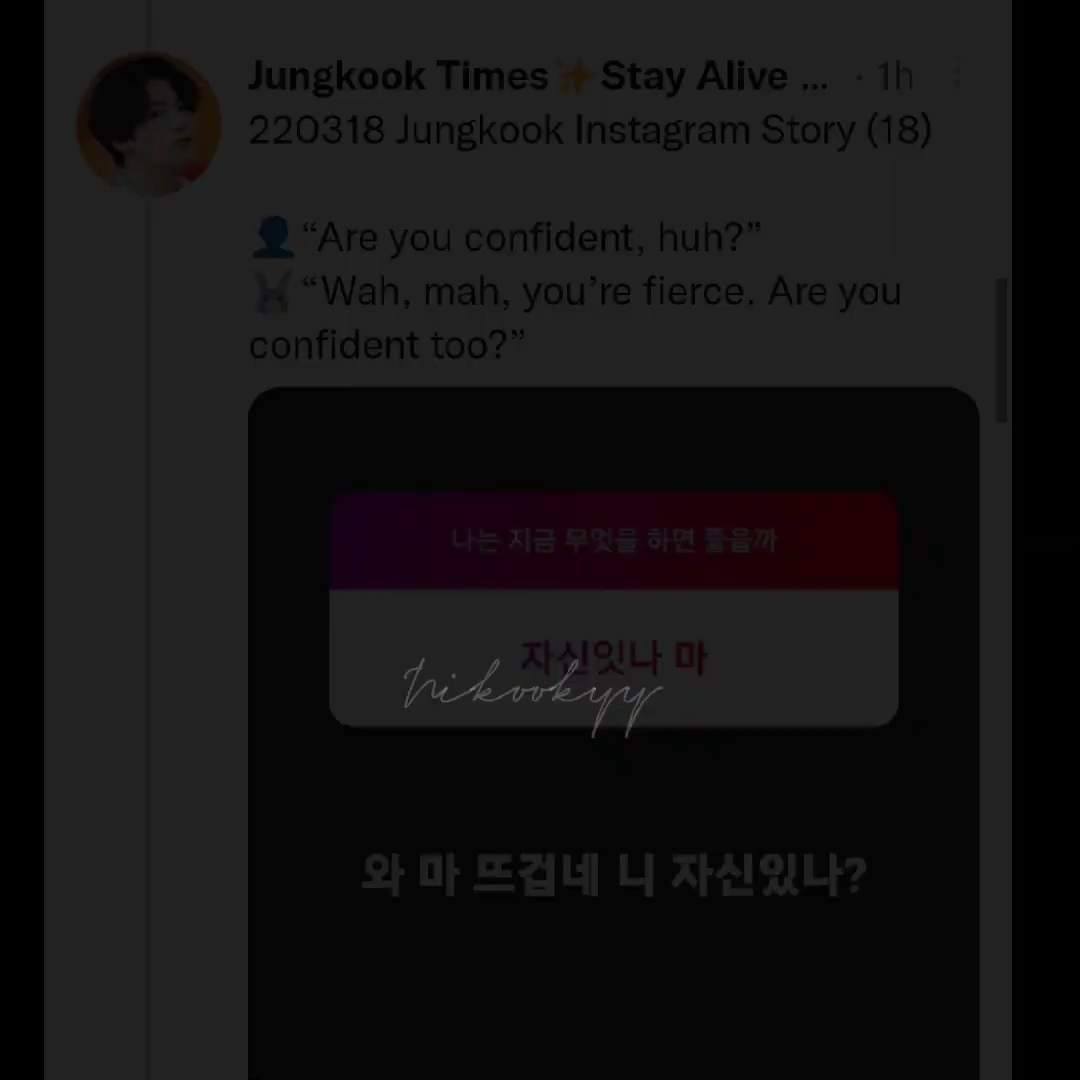 Jungkook Times✨Stay Alive ... · 1h
220318 Jungkook Instagram Story (18)
👤“Are you confident, huh?”
🐰“Wah, mah, you’re fierce. Are you
confident too?”
나는 지금 무엇을 하면 좋을까
자신잇나 마
nikookyy
와 마 뜨겁네 니 자신있나?